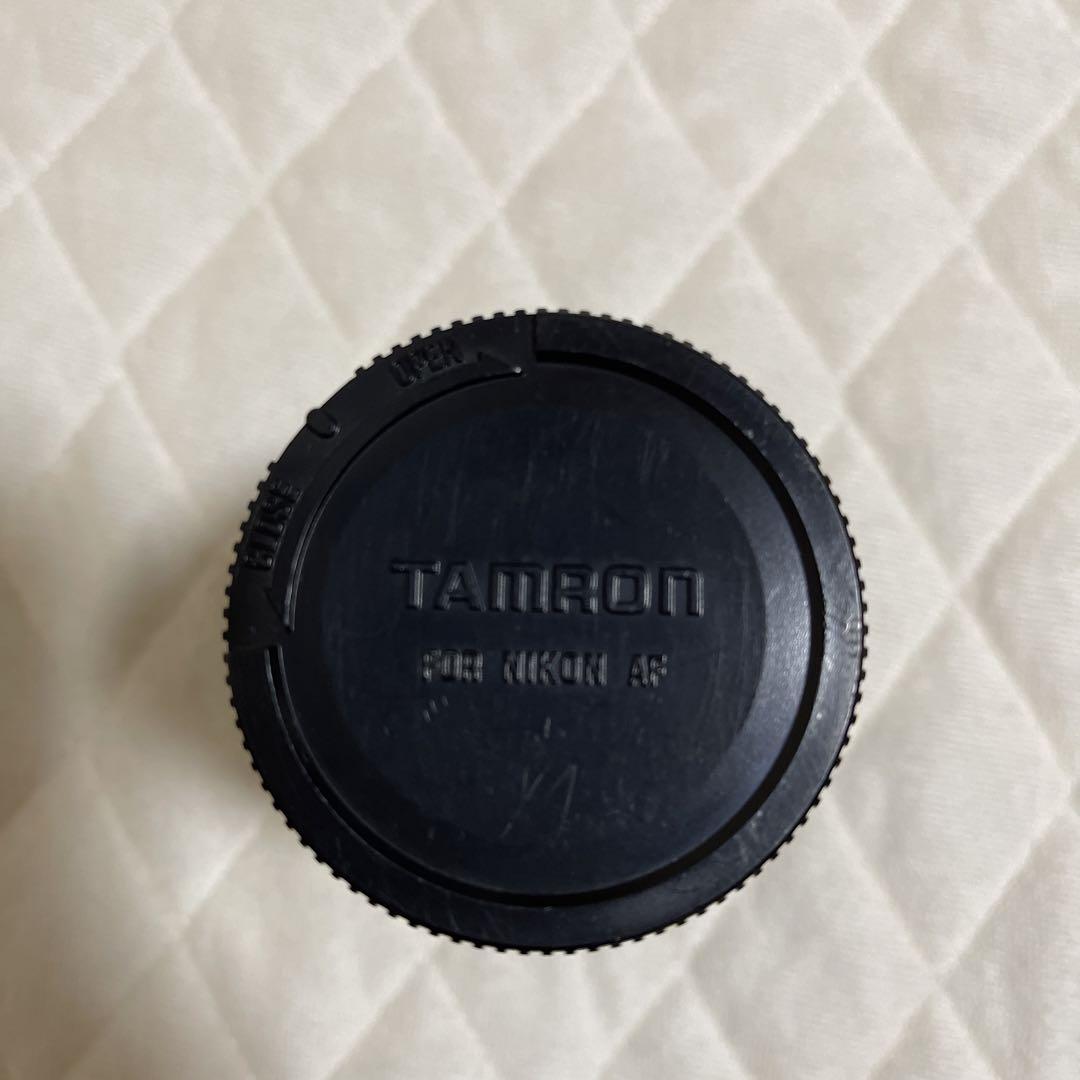 OPEN
CLOSE
TAMRON
FOR NIKON AF